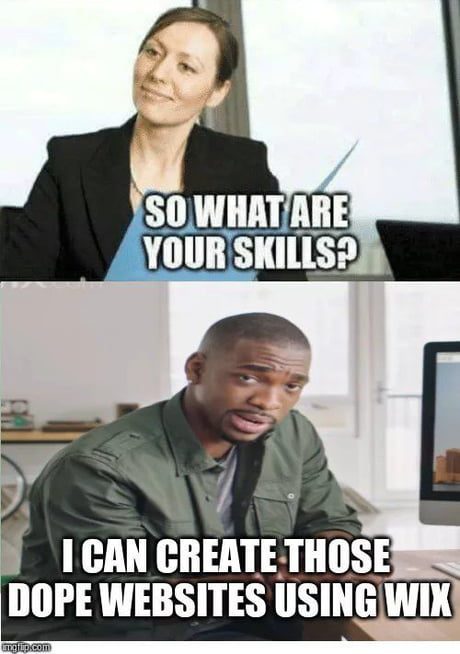 SO WHAT ARE
YOUR SKILLS?
I CAN CREATE THOSE
DOPE WEBSITES USING WIX
imgflip.com